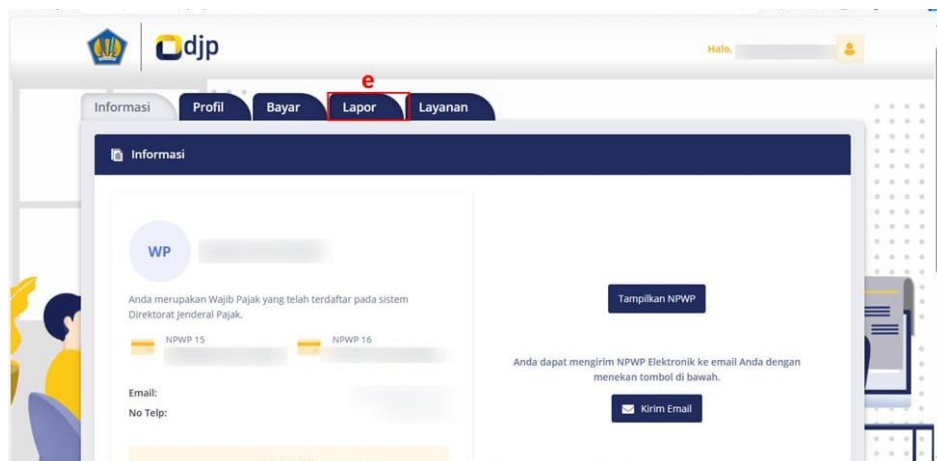 djp
Halo,
e
Informasi Profil Bayar Lapor Layanan
Informasi
WP
Anda merupakan Wajib Pajak yang telah terdaftar pada sistem
Direktorat Jenderal Pajak.
NPWP 15 NPWP 16
Email:
No Telp:
Tampilkan NPWP
Anda dapat mengirim NPWP Elektronik ke email Anda dengan
menekan tombol di bawah.
Kirim Email